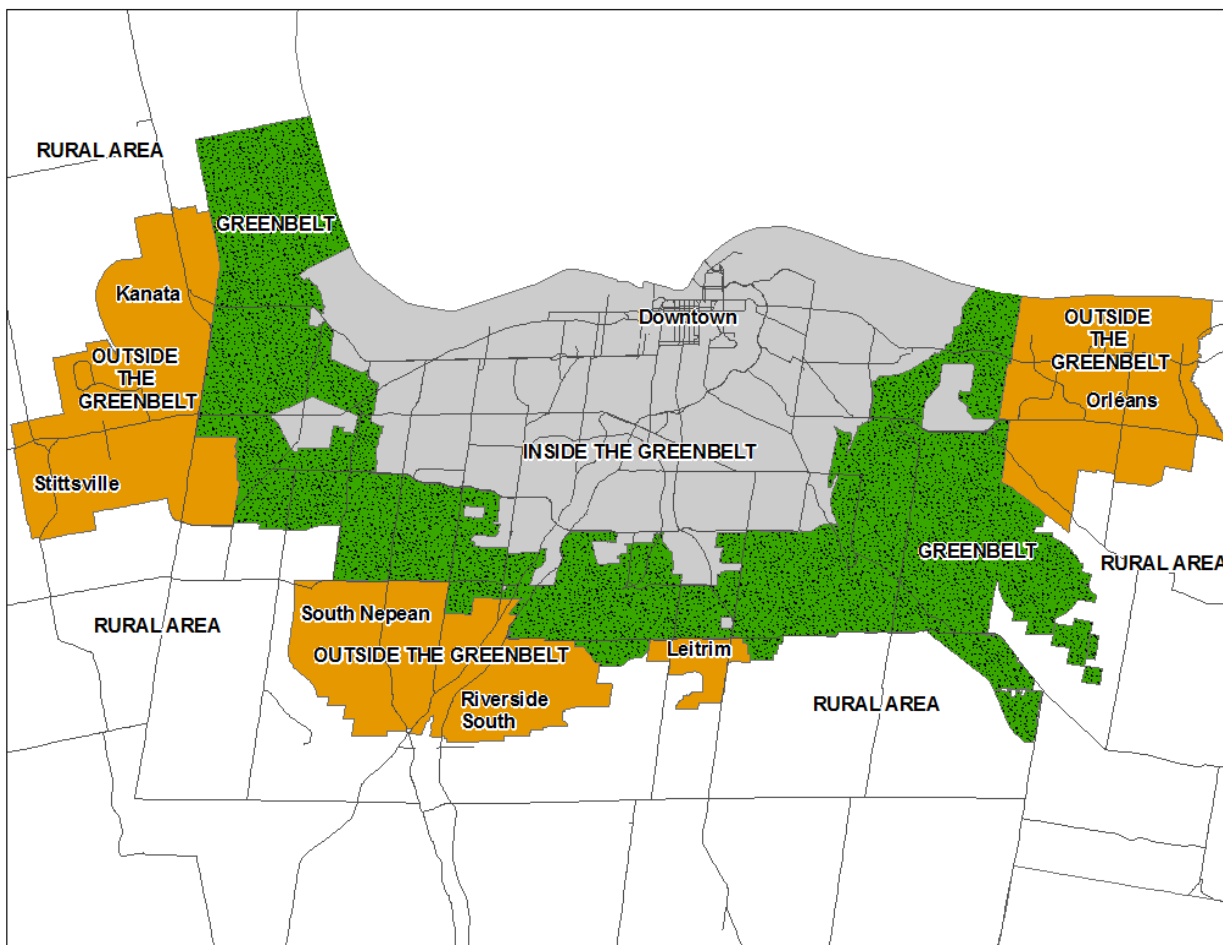 RURAL AREA
GREENBELT
Kanata
OUTSIDE
THE
GREENBELT
Stittsville
Downtown
INSIDE THE GREENBELT
OUTSIDE
THE
GREENBELT
Orléans
GREENBELT
RURAL AREA
RURAL AREA
South Nepean
OUTSIDE THE GREENBELT
Leitrim
Riverside
South
RURAL AREA